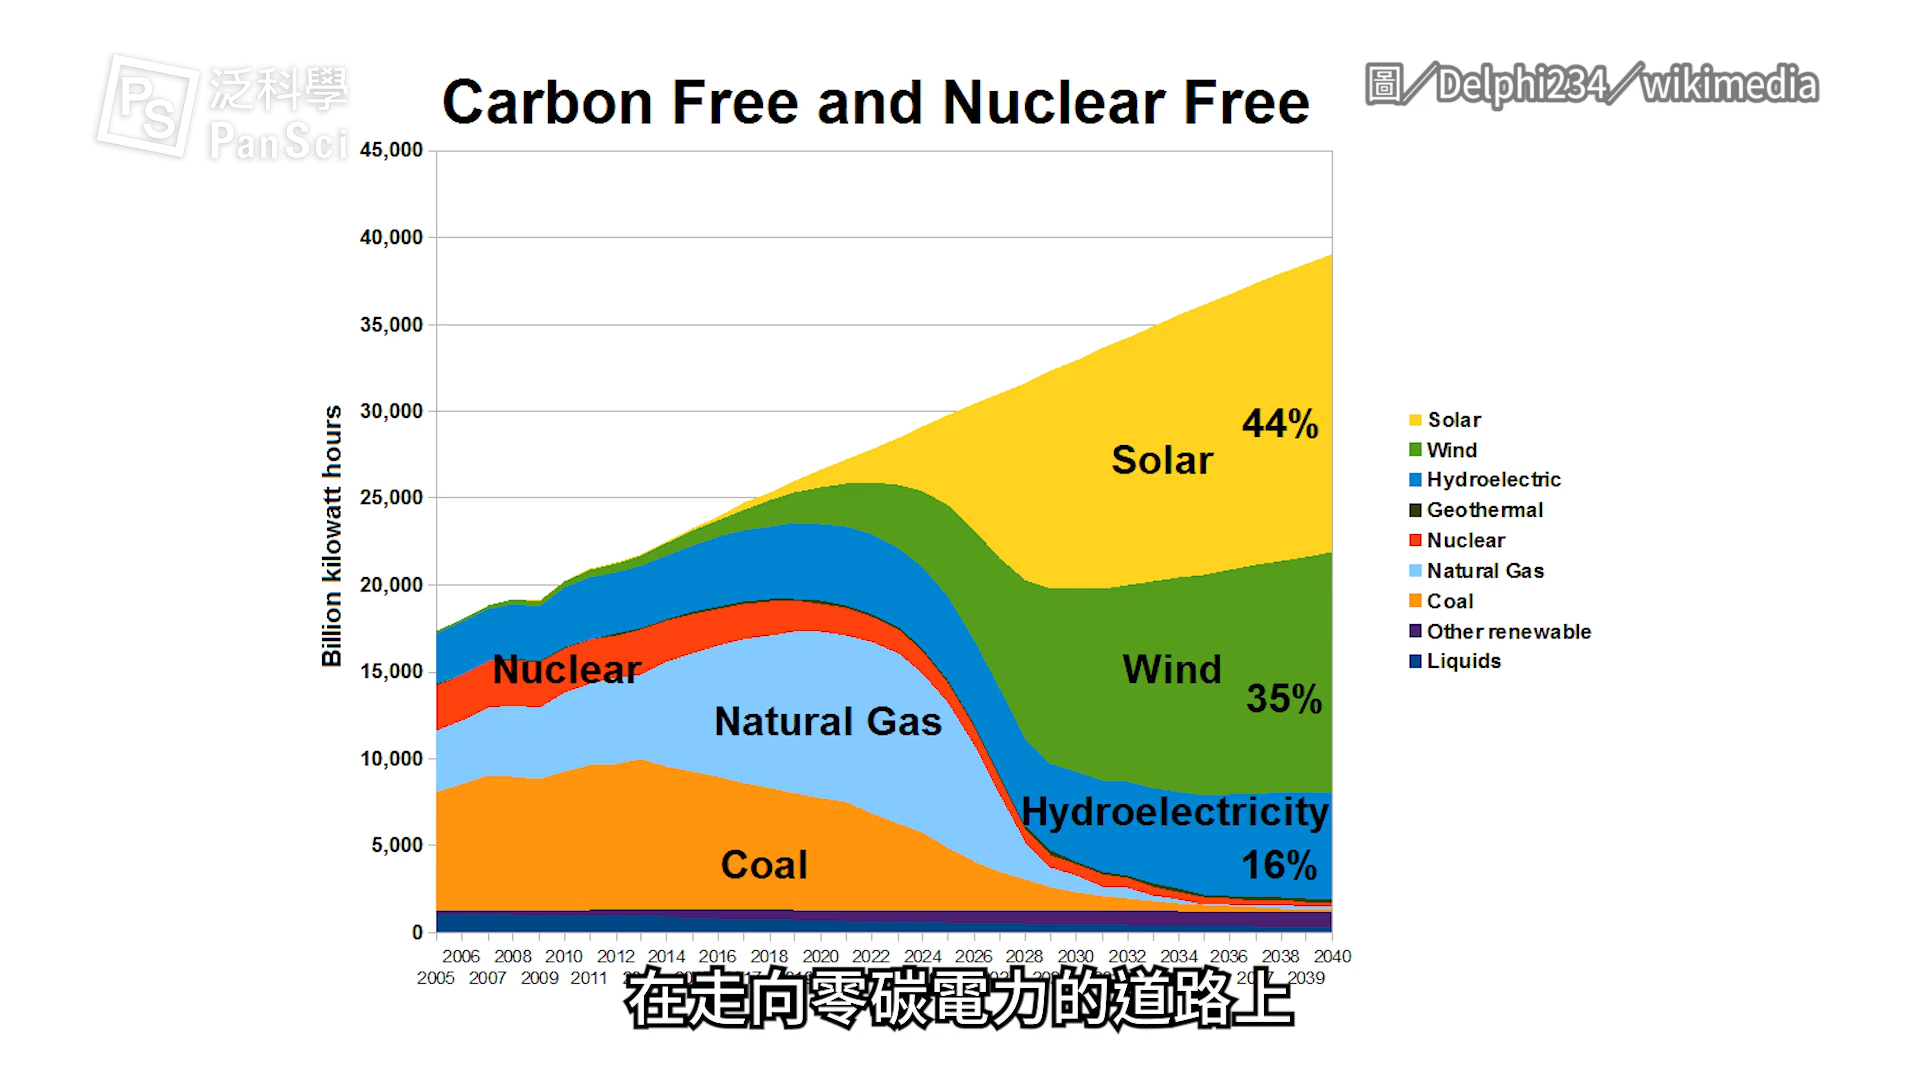 PS 泛科學
PanSci
圖／Delphi234／wikimedia
Carbon Free and Nuclear Free
45,000
40,000
35,000
30,000
25,000
20,000
15,000
10,000
5,000
0
Billion kilowatt hours
Solar
44%
Wind
35%
Hydroelectricity
16%
Nuclear
Natural Gas
Coal
Solar
Wind
Hydroelectric
Geothermal
Nuclear
Natural Gas
Coal
Other renewable
Liquids
2006 2008 2010 2012 2014 2016 2018 2020 2022 2024 2026 2028 2030 2032 2034 2036 2038 2040
2005 2007 2009 2011 2039
在走向零碳電力的道路上